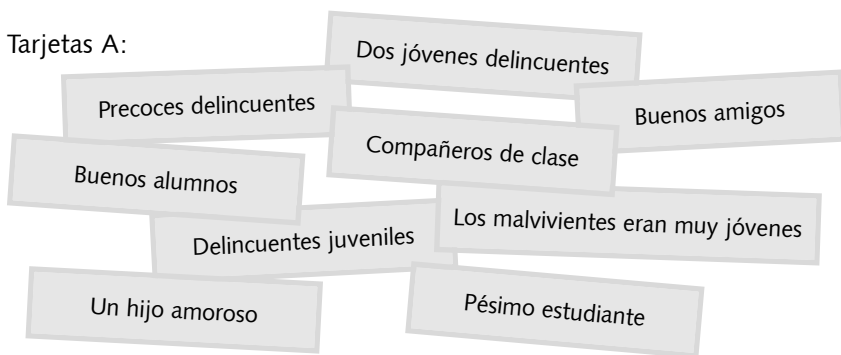 Tarjetas A:
Dos jóvenes delincuentes
Precoces delincuentes
Buenos amigos
Compañeros de clase
Buenos alumnos
Los malvivientes eran muy jóvenes
Delincuentes juveniles
Un hijo amoroso
Pésimo estudiante